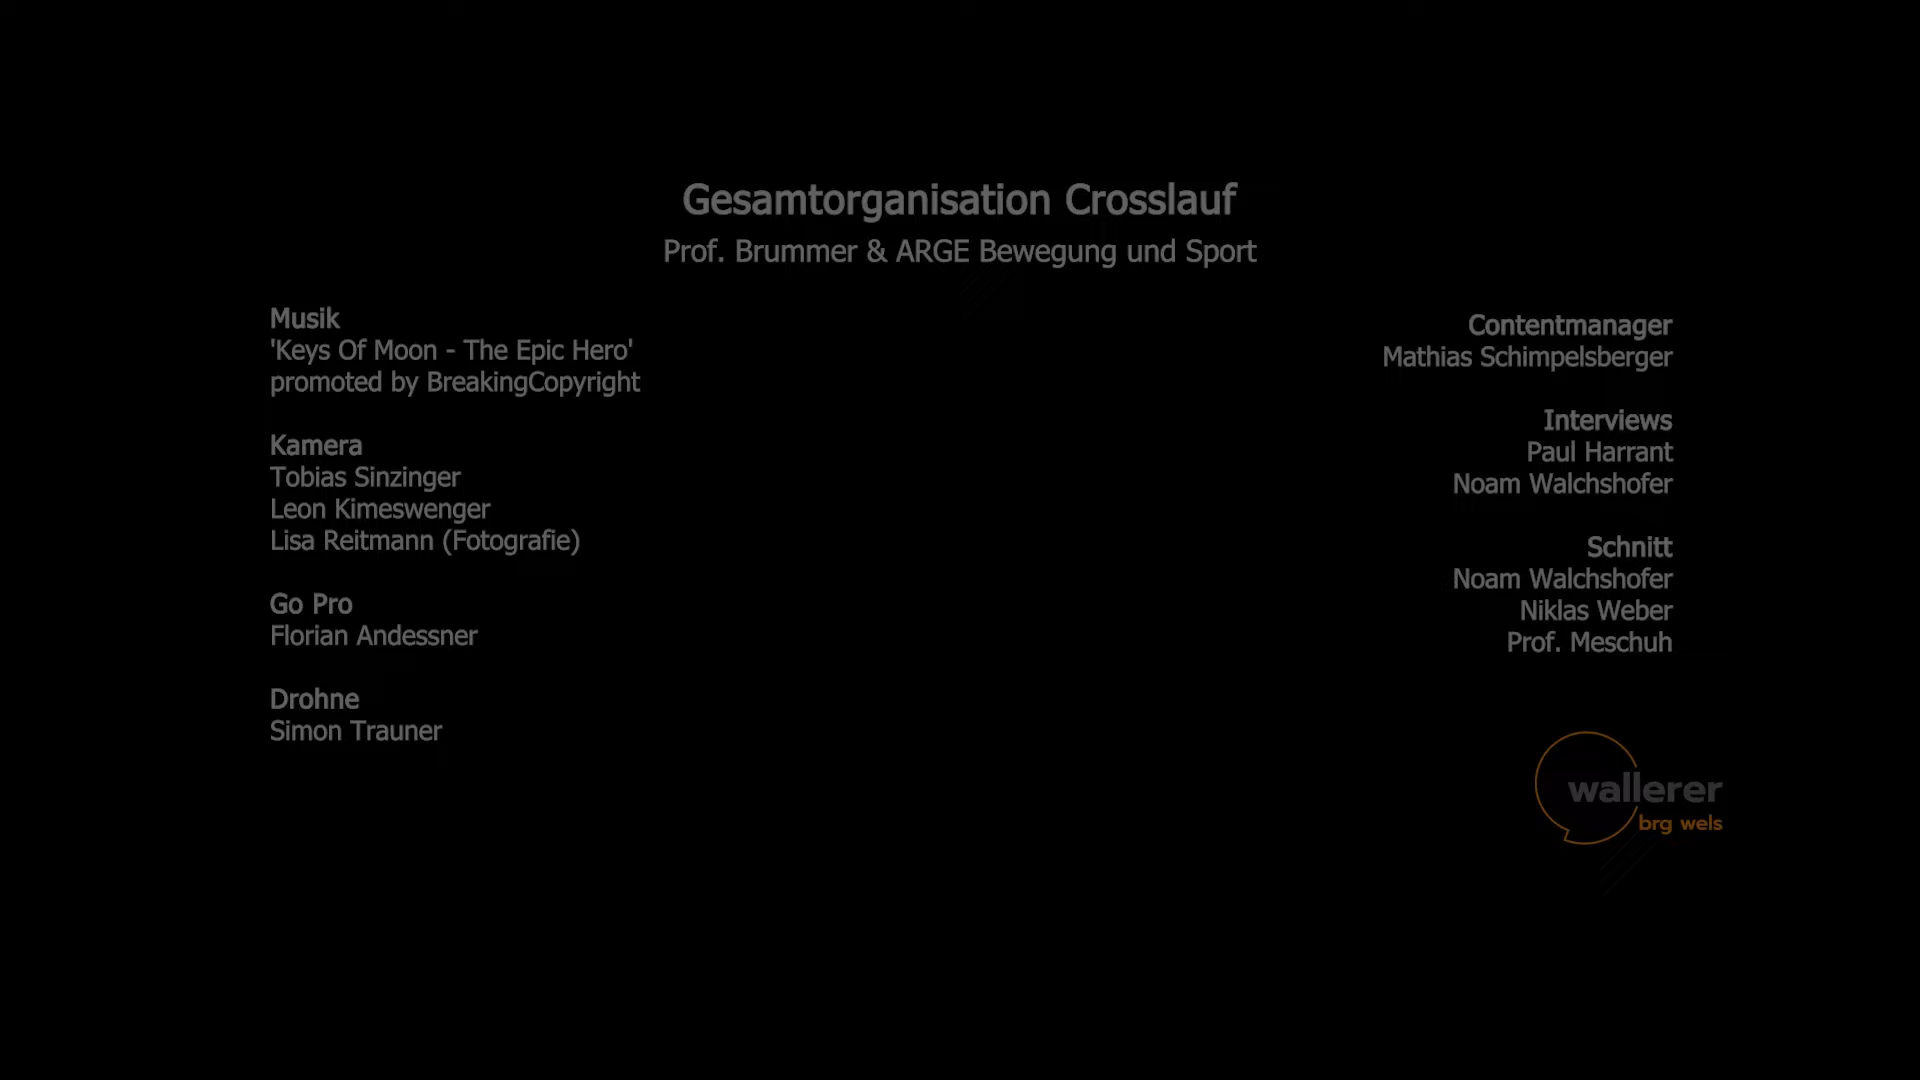 Gesamtorganisation Crosslauf
Prof. Brummer & ARGE Bewegung und Sport
Musik
'Keys Of Moon - The Epic Hero'
promoted by BreakingCopyright
Kamera
Tobias Sinzinger
Leon Kimeswenger
Lisa Reitmann (Fotografie)
Go Pro
Florian Andessner
Drohne
Simon Trauner
Contentmanager
Mathias Schimpelsberger
Interviews
Paul Harrant
Noam Walchshofer
Schnitt
Noam Walchshofer
Niklas Weber
Prof. Meschuh
wallerer
brg wels